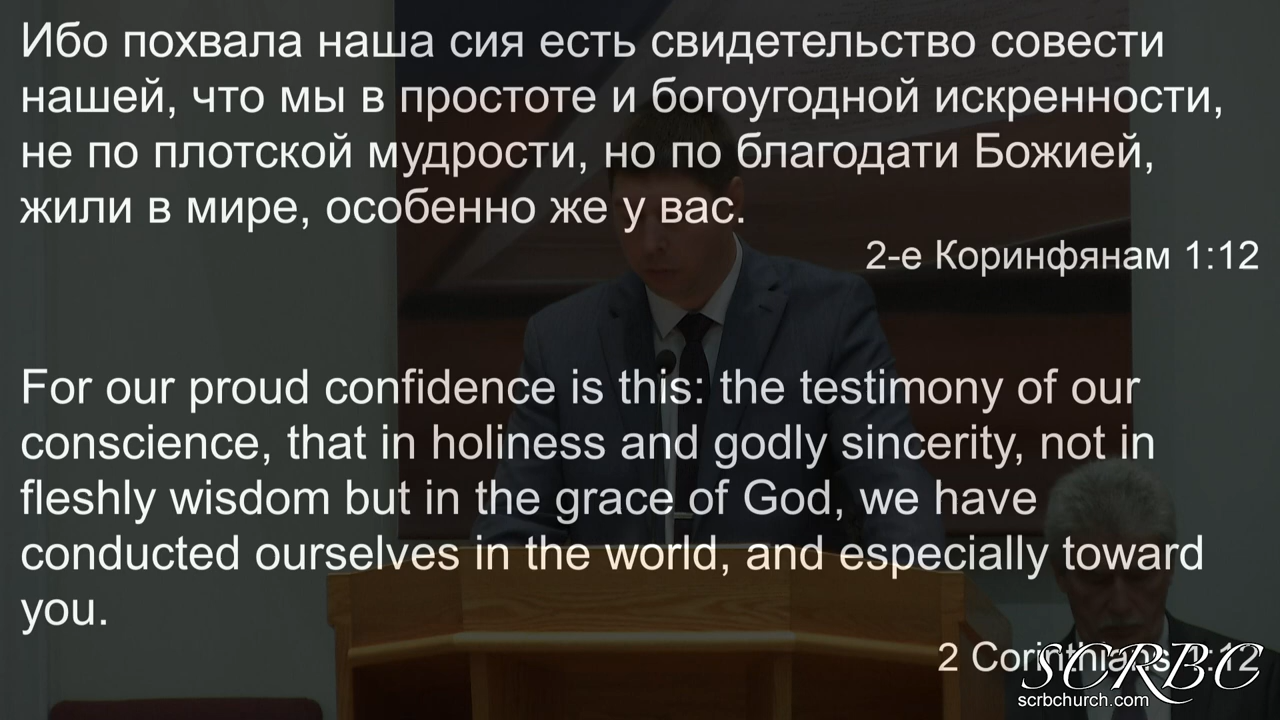 Ибо похвала наша сия есть свидетельство совести
нашей, что мы в простоте и богоугодной искренности,
не по плотской мудрости, но по благодати Божией,
жили в мире, особенно же у вас.
2-е Коринфянам 1:12
For our proud confidence is this: the testimony of our
conscience, that in holiness and godly sincerity, not in
fleshly wisdom but in the grace of God, we have
conducted ourselves in the world, and especially toward
you.
2 Corinthians 1:12
SCRBC
scrbchurch.com